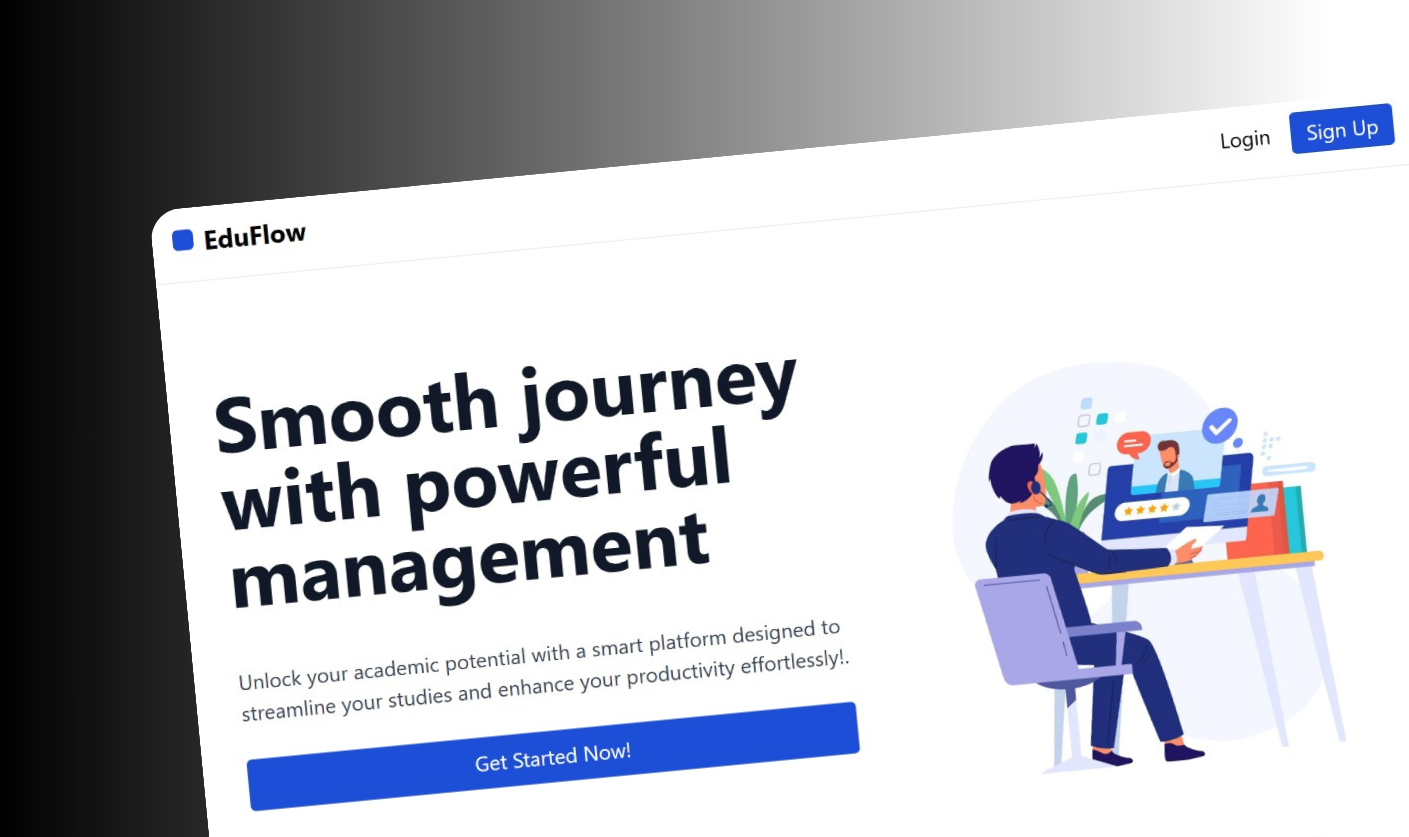 EduFlow
Login
Sign Up
Smooth journey
with powerful
management
Unlock your academic potential with a smart platform designed to
streamline your studies and enhance your productivity effortlessly!.
Get Started Now!